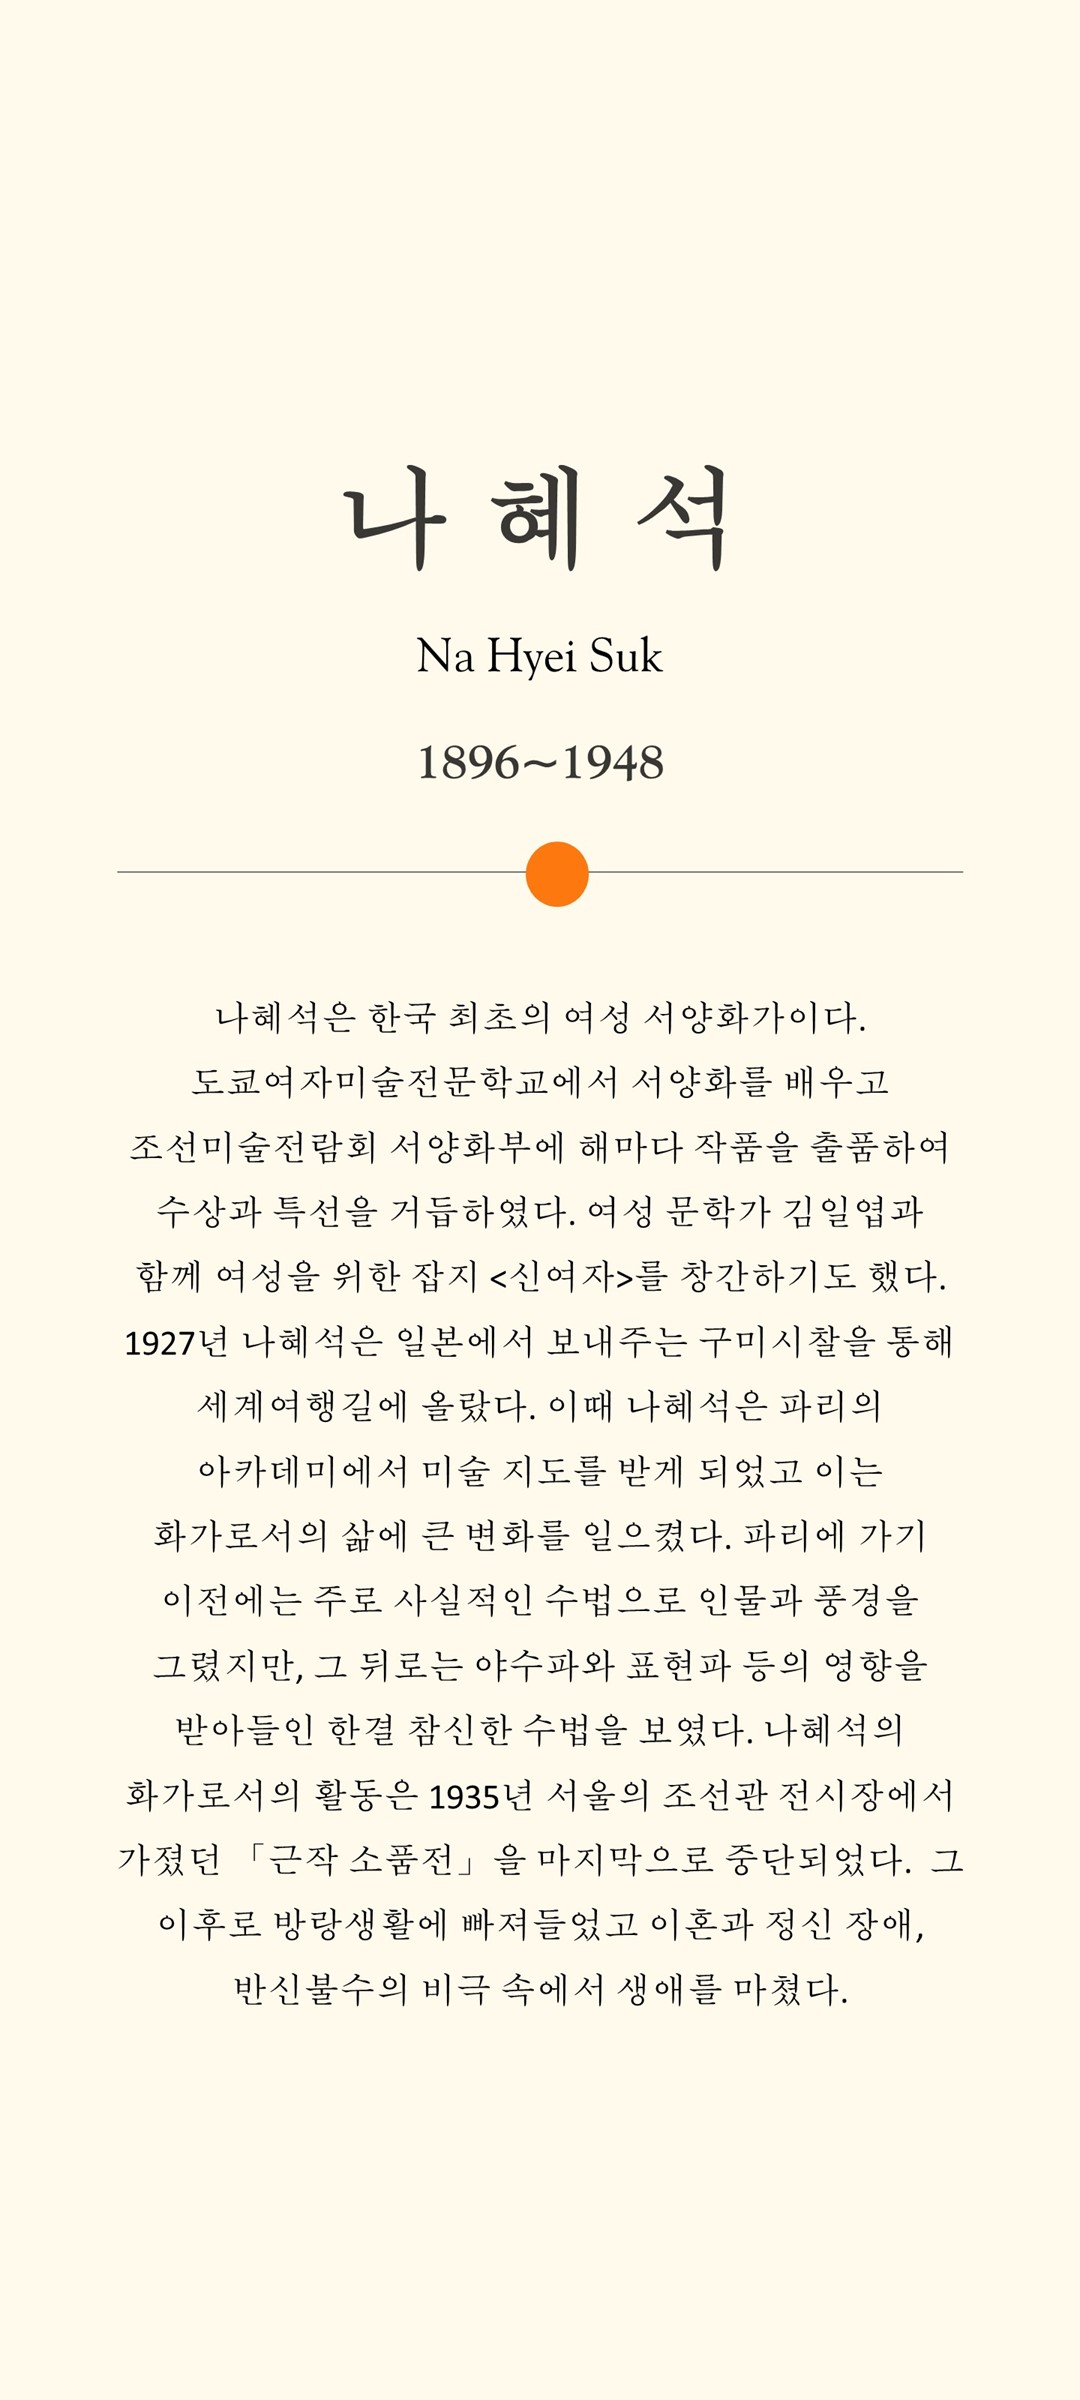 나 혜 석
Na Hyei Suk
1896~1948
나혜석은 한국 최초의 여성 서양화가이다.
도쿄여자미술전문학교에서 서양화를 배우고
조선미술전람회 서양화부에 해마다 작품을 출품하여
수상과 특선을 거듭하였다. 여성 문학가 김일엽과
함께 여성을 위한 잡지 <신여자>를 창간하기도 했다.
1927년 나혜석은 일본에서 보내주는 구미시찰을 통해
세계여행길에 올랐다. 이때 나혜석은 파리의
아카데미에서 미술 지도를 받게 되었고 이는
화가로서의 삶에 큰 변화를 일으켰다. 파리에 가기
이전에는 주로 사실적인 수법으로 인물과 풍경을
그렸지만, 그 뒤로는 야수파와 표현파 등의 영향을
받아들인 한결 참신한 수법을 보였다. 나혜석의
화가로서의 활동은 1935년 서울의 조선관 전시장에서
가졌던 「근작 소품전」을 마지막으로 중단되었다. 그
이후로 방랑생활에 빠져들었고 이혼과 정신 장애,
반신불수의 비극 속에서 생애를 마쳤다.